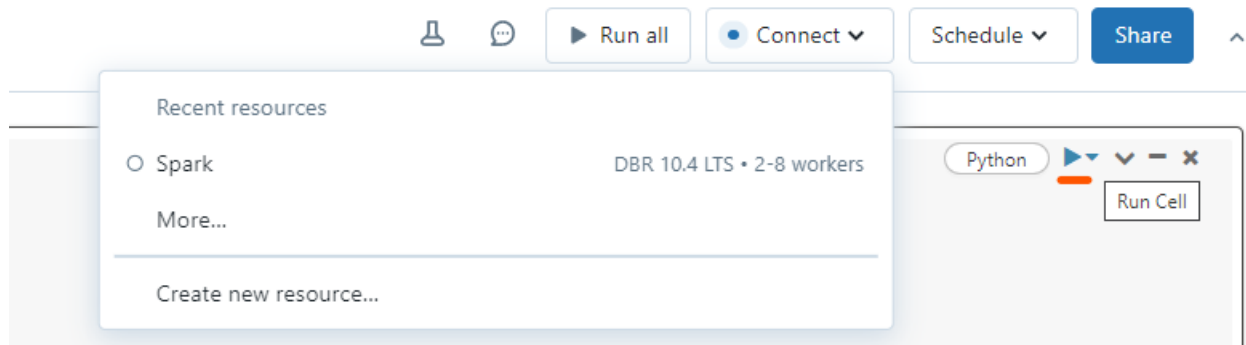 Run all Connect Schedule Share
Recent resources
Spark DBR 10.4 LTS • 2-8 workers
Python
Run Cell
More...
Create new resource...